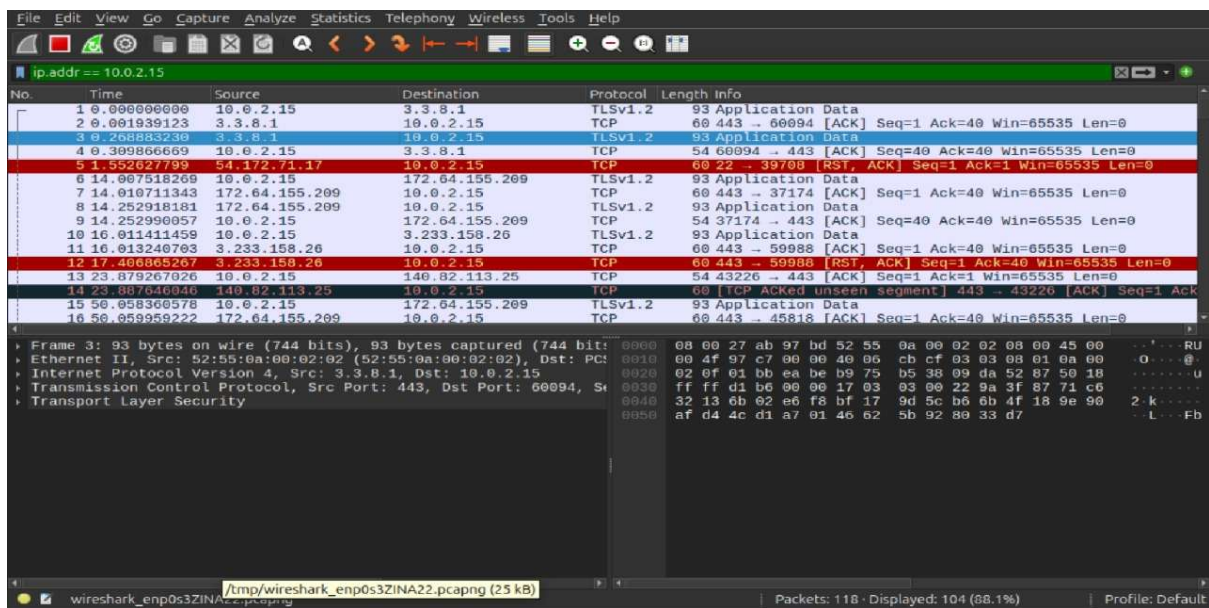 File Edit View Go Capture Analyze Statistics Telephony Wireless Tools Help
ip.addr == 10.0.2.15
No. Time Source Destination Protocol Length Info
1 0.000000000 10.0.2.15 3.3.8.1 TLSv1.2 93 Application Data
2 0.001939123 3.3.8.1 10.0.2.15 TCP 60 443 → 60094 [ACK] Seq=1 Ack=40 Win=65535 Len=0
3 0.268883230 3.3.8.1 10.0.2.15 TLSv1.2 93 Application Data
4 0.309866669 10.0.2.15 3.3.8.1 TCP 54 60094 → 443 [ACK] Seq=40 Ack=40 Win=65535 Len=0
5 1.552627799 54.172.71.17 10.0.2.15 TCP 60 22 → 39708 [RST, ACK] Seq=1 Ack=1 Win=65535 Len=0
6 14.007518269 10.0.2.15 172.64.155.209 TLSv1.2 93 Application Data
7 14.010711343 172.64.155.209 10.0.2.15 TCP 60 443 → 37174 [ACK] Seq=1 Ack=40 Win=65535 Len=0
8 14.252918181 172.64.155.209 10.0.2.15 TLSv1.2 93 Application Data
9 14.252990057 10.0.2.15 172.64.155.209 TCP 54 37174 → 443 [ACK] Seq=40 Ack=40 Win=65535 Len=0
10 16.011411459 10.0.2.15 3.233.158.26 TLSv1.2 93 Application Data
11 16.013240703 3.233.158.26 10.0.2.15 TCP 60 443 → 59988 [ACK] Seq=1 Ack=40 Win=65535 Len=0
12 17.406865267 3.233.158.26 10.0.2.15 TCP 60 443 → 59988 [RST, ACK] Seq=1 Ack=40 Win=65535 Len=0
13 23.879267026 10.0.2.15 140.82.113.25 TCP 54 43226 → 443 [ACK] Seq=1 Ack=1 Win=65535 Len=0
14 23.887646046 140.82.113.25 10.0.2.15 TCP 60 [TCP ACKed unseen segment] 443 → 43226 [ACK] Seq=1 Ack
15 50.058360578 10.0.2.15 172.64.155.209 TLSv1.2 93 Application Data
16 50.059959222 172.64.155.209 10.0.2.15 TCP 60 443 → 45818 [ACK] Seq=1 Ack=40 Win=65535 Len=0
Frame 3: 93 bytes on wire (744 bits), 93 bytes captured (744 bits
Ethernet II, Src: 52:55:0a:00:02:02 (52:55:0a:00:02:02), Dst: PCS
Internet Protocol Version 4, Src: 3.3.8.1, Dst: 10.0.2.15
Transmission Control Protocol, Src Port: 443, Dst Port: 60094, Se
Transport Layer Security
0000 08 00 27 ab 97 bd 52 55 0a 00 02 02 08 00 45 00 ··'···RU
0010 00 4f 97 c7 00 00 40 06 cb cf 03 03 08 01 0a 00 ·O····@·
0020 02 0f 01 bb ea be b9 75 b5 38 09 da 52 87 50 18 ·······u
0030 ff ff d1 b6 00 00 17 03 03 00 22 9a 3f 87 71 c6
0040 32 13 6b 02 e6 f8 bf 17 9d 5c b6 6b 4f 18 9e 90 2·k·····
0050 af d4 4c d1 a7 01 46 62 5b 92 80 33 d7 ··L···Fb
/tmp/wireshark_enp0s3ZINA22.pcapng (25 kB)
wireshark_enp0s3ZINA22.pcapng Packets: 118 · Displayed: 104 (88.1%) Profile: Default